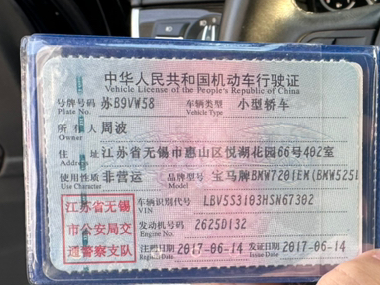 中华人民共和国机动车行驶证
Vehicle License of the People's Republic of China
号牌号码 苏B9VW58 车辆类型 小型轿车
Plate No. Vehicle Type
所有人 周波
Owner
住址 江苏省无锡市惠山区悦湖花园66号402室
Address
使用性质 非营运 品牌型号 宝马牌BMW7201EM(BMW525l
Use Character Model
江苏省无锡
市公安局交
通警察支队
车辆识别代号 LBV5S3103HSN67302
VIN
发动机号码 2625D132
Engine No.
注册日期 2017-06-14 发证日期 2017-06-14
Register Date Issue Date